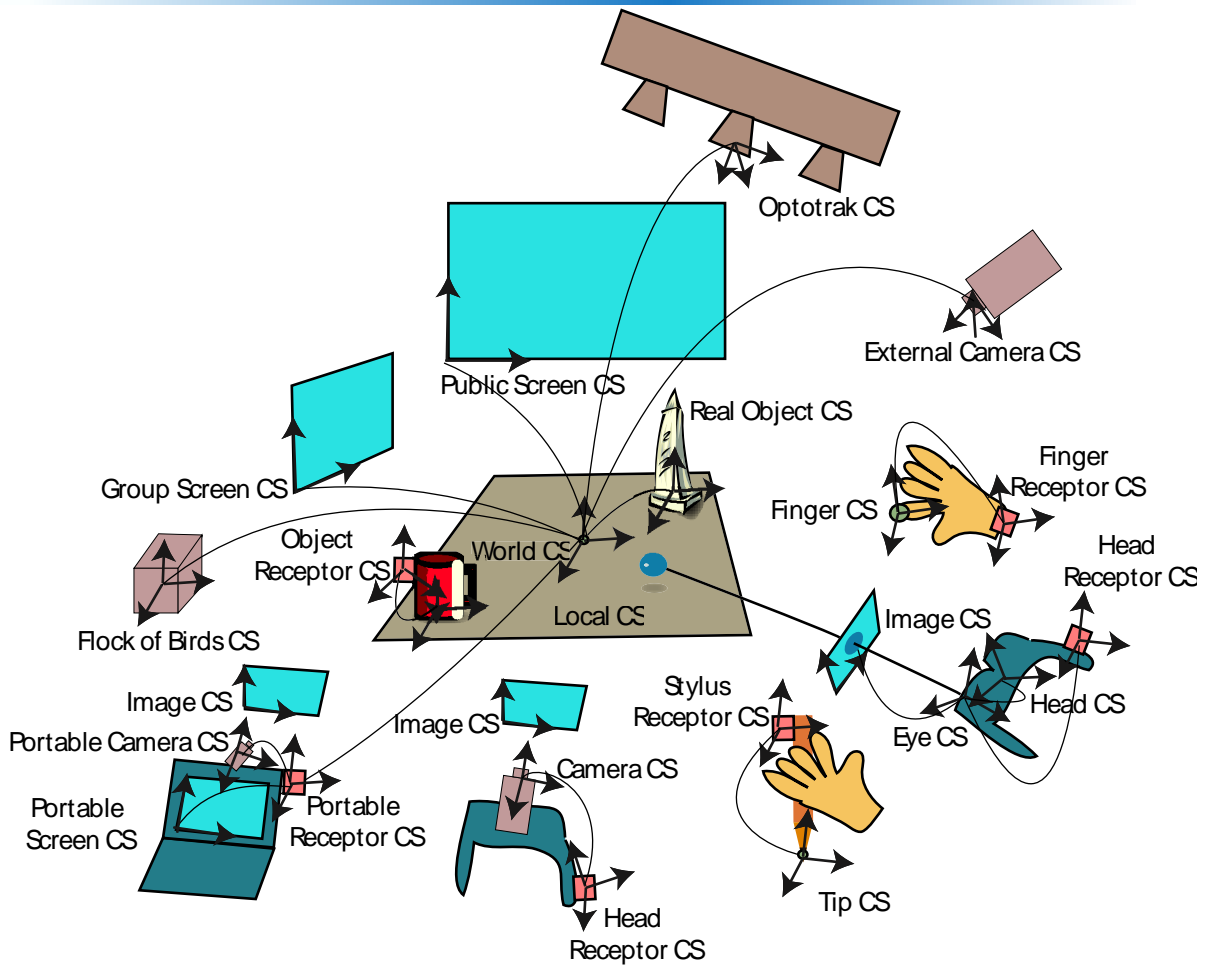 Optotrak CS
External Camera CS
Public Screen CS
Real Object CS
Group Screen CS
Finger
Receptor CS
Finger CS
Object
Receptor CS
World CS
Head
Receptor CS
Local CS
Flock of Birds CS
Image CS
Image CS
Stylus
Receptor CS
Head CS
Eye CS
Image CS
Portable Camera CS
Camera CS
Portable
Screen CS
Portable
Receptor CS
Tip CS
Head
Receptor CS